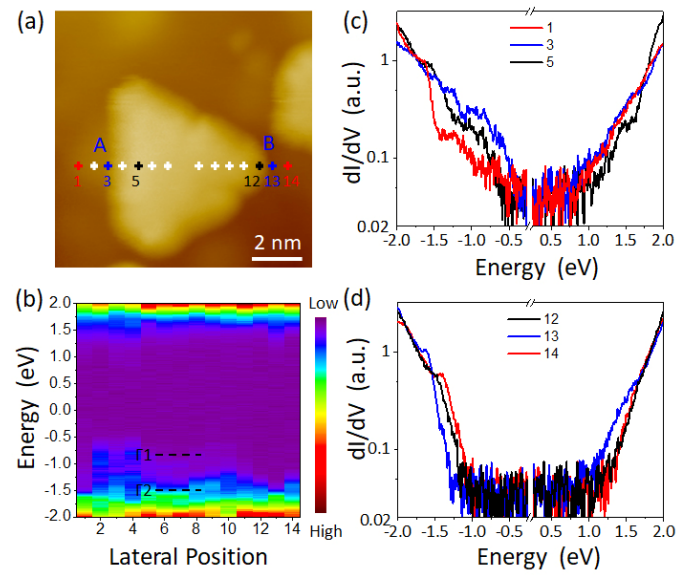 (a)
A
B
1
3
5
12
13
14
2 nm
(b)
2.0
1.5
1.0
0.5
0.0
-0.5
-1.0
-1.5
-2.0
Energy (eV)
Γ1
Γ2
2 4 6 8 10 12 14
Lateral Position
Low
High
(c)
1
3
5
1
0.1
0.02
dI/dV (a.u.)
-2.0 -1.5 -1.0 -0.5 0.5 1.0 1.5 2.0
Energy (eV)
(d)
12
13
14
1
0.1
0.02
dI/dV (a.u.)
-2.0 -1.5 -1.0 -0.5 0.5 1.0 1.5 2.0
Energy (eV)